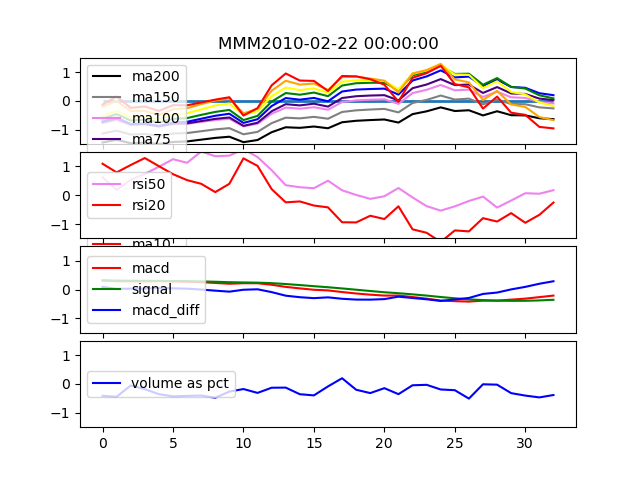 MMM2010-02-22 00:00:00
1
0
−1
ma200
ma150
ma100
ma75
1
0
−1
rsi50
rsi20
ma10
1
0
−1
macd
signal
macd_diff
1
0
−1
volume as pct
0 5 10 15 20 25 30